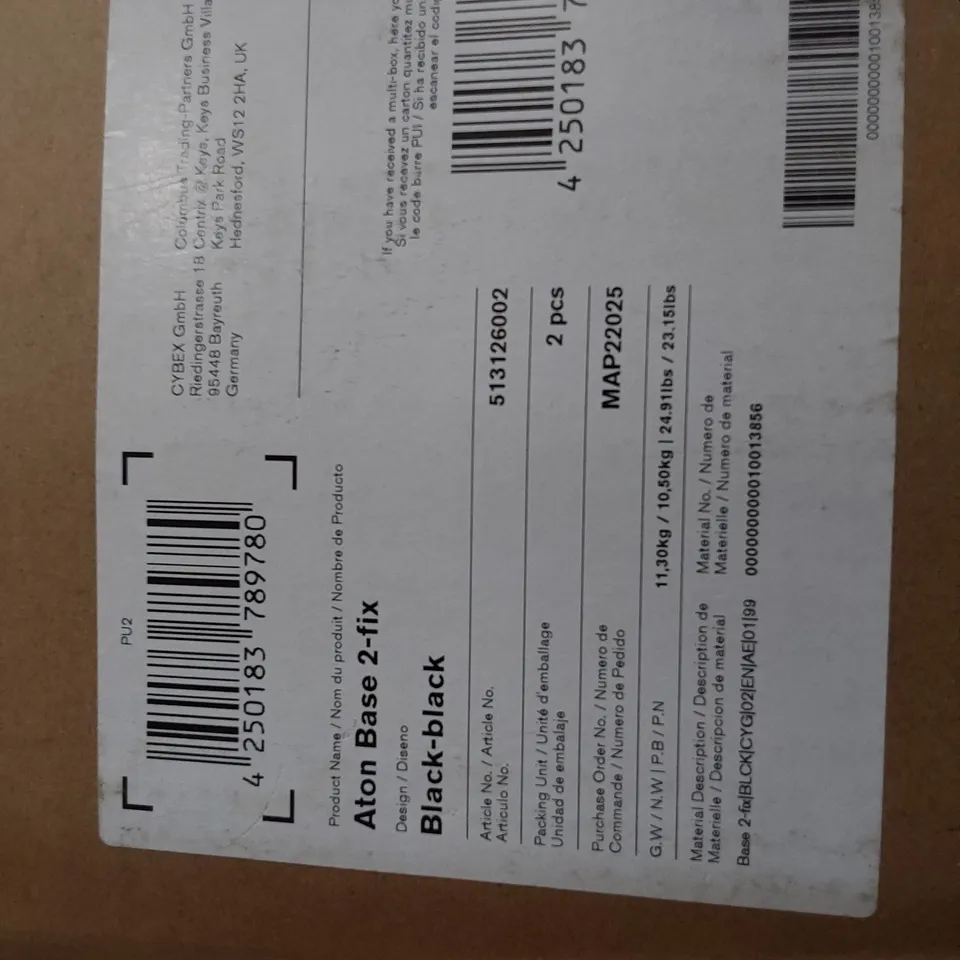 PU2
4 250183 789780
CYBEX GmbH
Riedingerstrasse 18
95448 Bayreuth
Germany
Columbus Trading-Partners GmbH
Centrix @ Keys, Keys Business Villa
Keys Park Road
Hednesford, WS12 2HA, UK
Product Name / Nom du produit / Nombre de Producto
Aton Base 2-fix
Design / Diseno
Black-black
If you have received a multi-box, here
Si vous recevez un carton quantitez
le code barre PUI / Si ha recibido
escanear el
4 250183 7
Article No. / Article No.
Articulo No.
513126002
Packing Unit / Unité d'emballage
Unidad de embalaje
2 pcs
Purchase Order No. / Numero de
Commande / Numero de Pedido
MAP22025
G.W / N.W | P.B / P.N
11,30kg / 10,50kg | 24.91lbs / 23.15lbs
Material Description / Description de
Materielle / Descripcion de material
Base 2-fix|BLCK|CYG|02|EN|AE|01|99
Material No. / Numero de
Materielle / Numero de material
000000000010013856